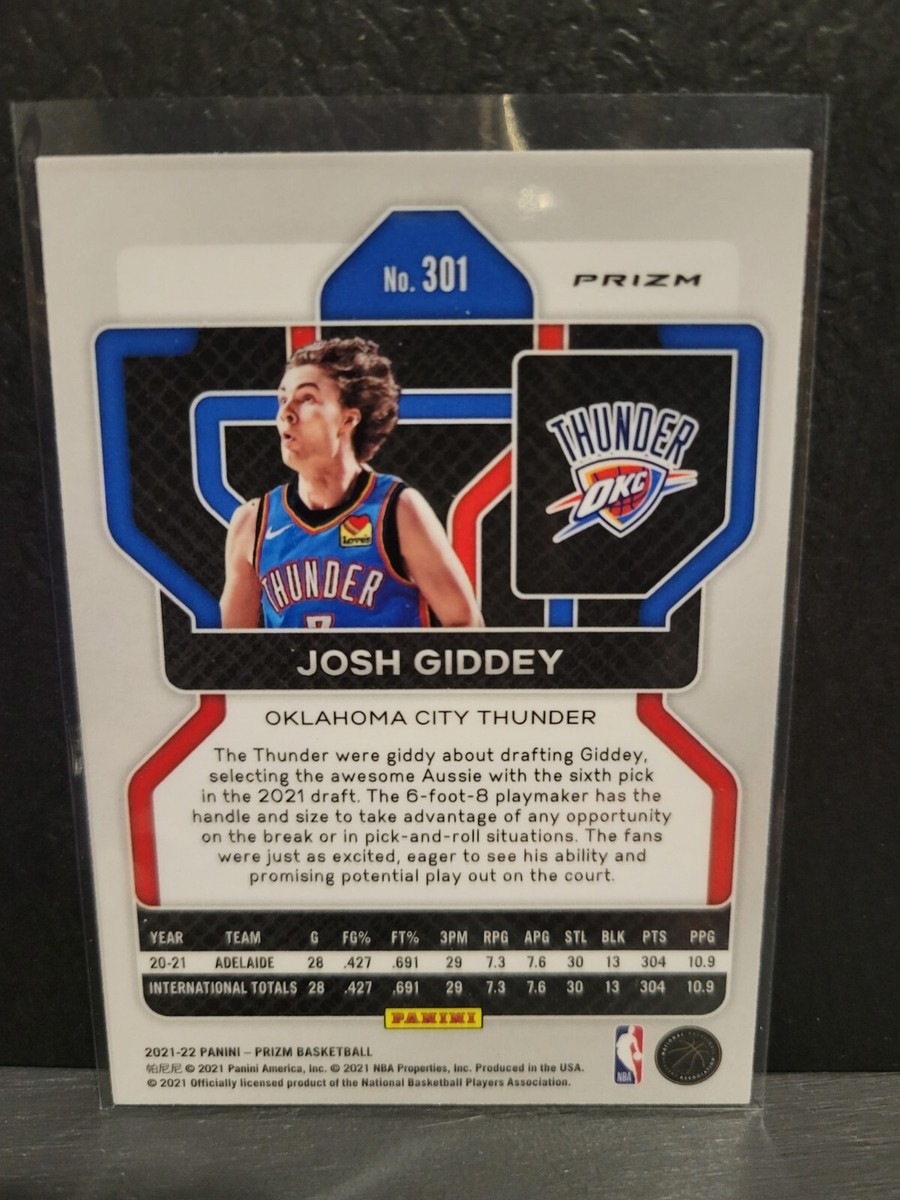 No. 301
PRIZM
THUNDER
OKC
Love's
THUNDER
JOSH GIDDEY
OKLAHOMA CITY THUNDER
The Thunder were giddy about drafting Giddey,
selecting the awesome Aussie with the sixth pick
in the 2021 draft. The 6-foot-8 playmaker has the
handle and size to take advantage of any opportunity
on the break or in pick-and-roll situations. The fans
were just as excited, eager to see his ability and
promising potential play out on the court.
YEAR TEAM G FG% FT% 3PM RPG APG STL BLK PTS PPG
20-21 ADELAIDE 28 .427 .691 29 7.3 7.6 30 13 304 10.9
INTERNATIONAL TOTALS 28 .427 .691 29 7.3 7.6 30 13 304 10.9
PANINI
2021-22 PANINI – PRIZM BASKETBALL
帕尼尼 © 2021 Panini America, Inc. © 2021 NBA Properties, Inc. Produced in the USA.
© 2021 Officially licensed product of the National Basketball Players Association.
NBA